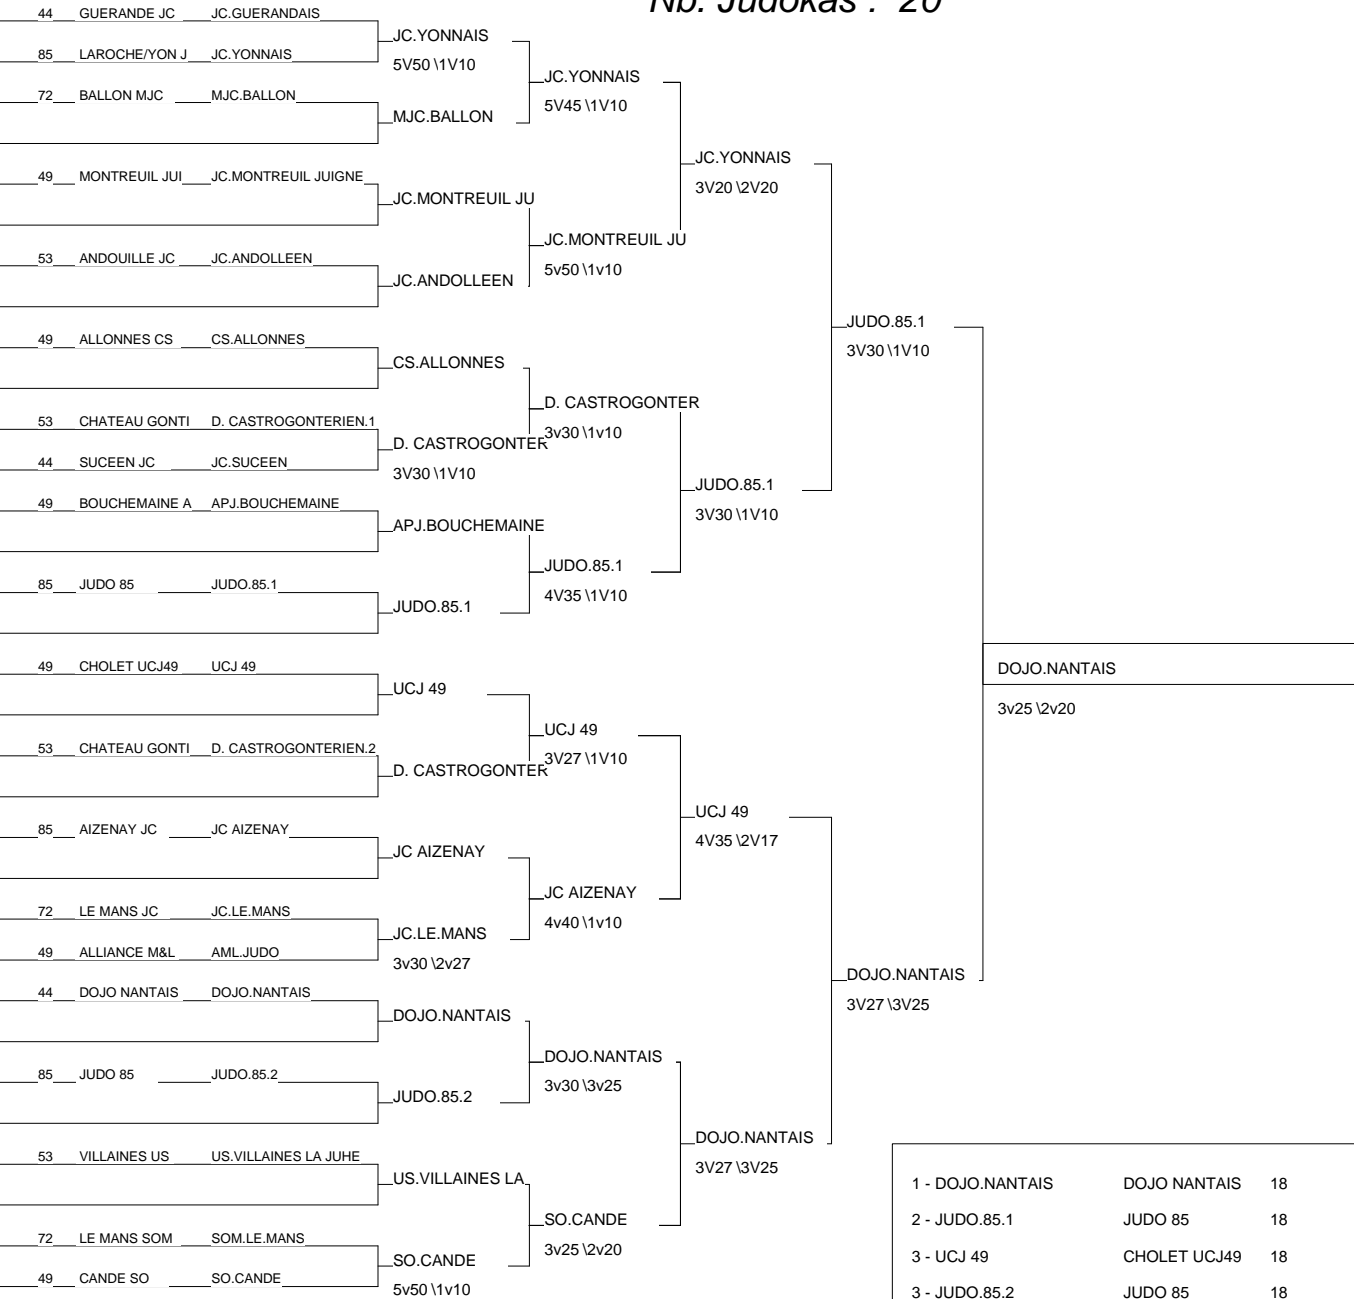 Nb. Judokas : 20
44 GUERANDE JC JC.GUERANDAIS
JC.YONNAIS
85 LAROCHE/YON J JC.YONNAIS
5V50 \1V10
JC.YONNAIS
72 BALLON MJC MJC.BALLON
5V45 \1V10
MJC.BALLON
JC.YONNAIS
49 MONTREUIL JUI JC.MONTREUIL JUIGNE
3V20 \2V20
JC.MONTREUIL JU
JC.MONTREUIL JU
53 ANDOUILLE JC JC.ANDOLLEEN
5v50 \1v10
JC.ANDOLLEEN
JUDO.85.1
49 ALLONNES CS CS.ALLONNES
3V30 \1V10
CS.ALLONNES
D. CASTROGONTER
53 CHATEAU GONTI D. CASTROGONTERIEN.1
3v30 \1v10
D. CASTROGONTER
44 SUCEEN JC JC.SUCEEN
3V30 \1V10
JUDO.85.1
49 BOUCHEMAINE A APJ.BOUCHEMAINE
3V30 \1V10
APJ.BOUCHEMAINE
JUDO.85.1
85 JUDO 85 JUDO.85.1
4V35 \1V10
JUDO.85.1
49 CHOLET UCJ49 UCJ 49
DOJO.NANTAIS
UCJ 49
3v25 \2v20
UCJ 49
53 CHATEAU GONTI D. CASTROGONTERIEN.2
3V27 \1V10
D. CASTROGONTER
UCJ 49
85 AIZENAY JC JC AIZENAY
4V35 \2V17
JC AIZENAY
JC AIZENAY
72 LE MANS JC JC.LE.MANS
4v40 \1v10
JC.LE.MANS
49 ALLIANCE M&L AML.JUDO
3v30 \2v27
DOJO.NANTAIS
44 DOJO NANTAIS DOJO.NANTAIS
3V27 \3V25
DOJO.NANTAIS
DOJO.NANTAIS
85 JUDO 85 JUDO.85.2
3v30 \3v25
JUDO.85.2
DOJO.NANTAIS
53 VILLAINES US US.VILLAINES LA JUHE
3V27 \3V25
US.VILLAINES LA
1 - DOJO.NANTAIS DOJO NANTAIS 18
SO.CANDE
2 - JUDO.85.1 JUDO 85 18
72 LE MANS SOM SOM.LE.MANS
3v25 \2v20
SO.CANDE
3 - UCJ 49 CHOLET UCJ49 18
49 CANDE SO SO.CANDE
5v50 \1v10
3 - JUDO.85.2 JUDO 85 18